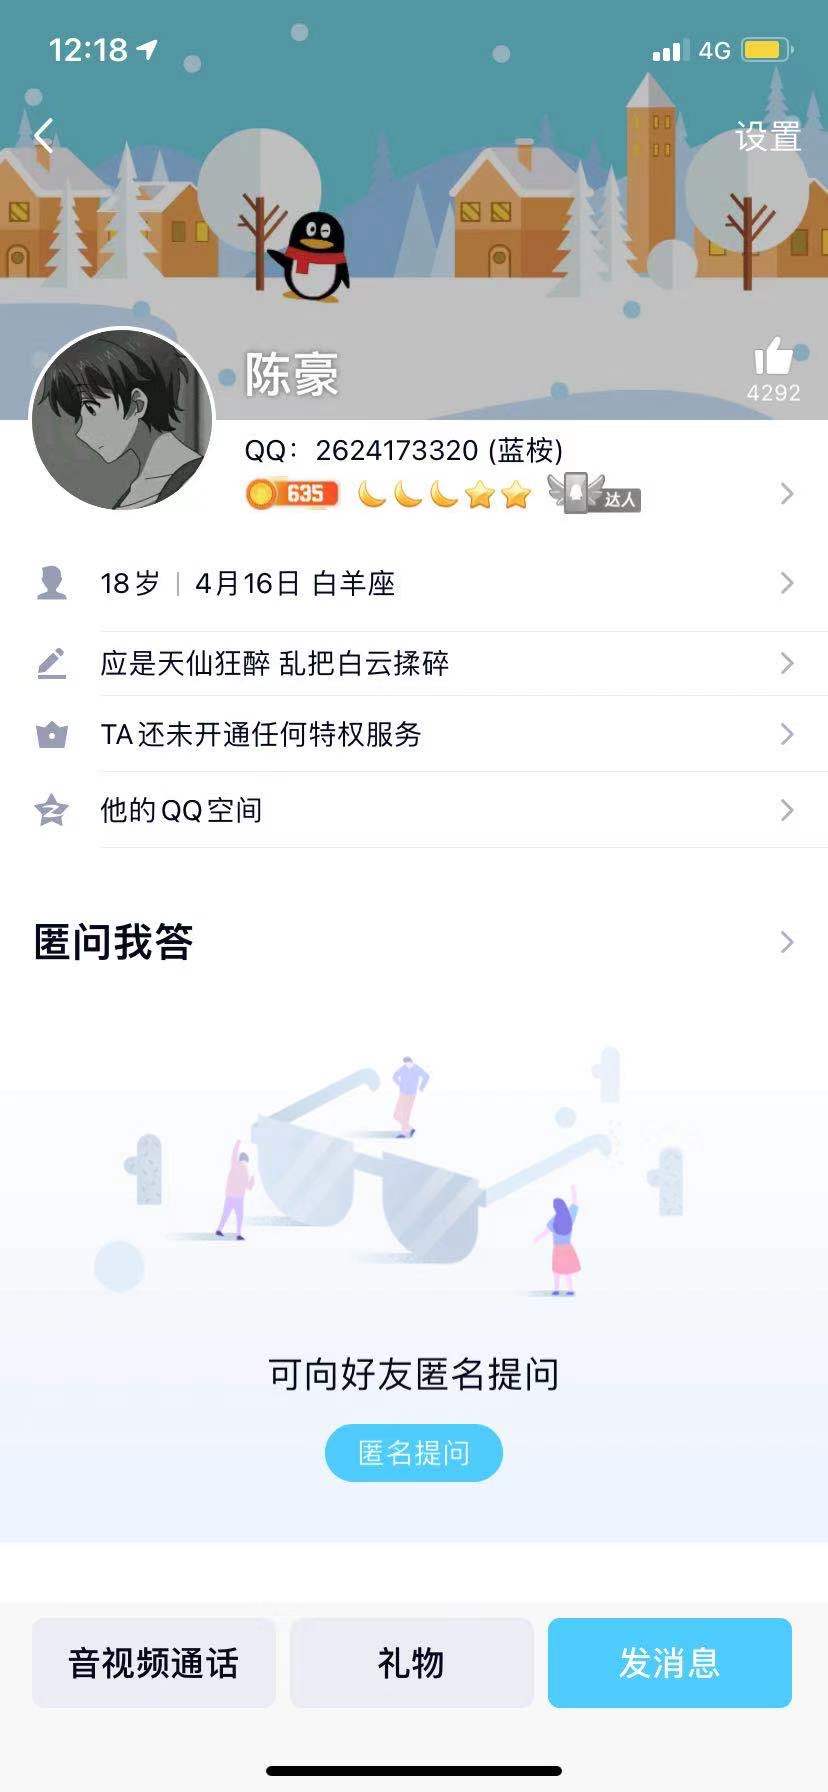 12:18 4G
设置
陈豪
4292
QQ：2624173320 (蓝桉)
635 达人
18岁 | 4月16日 白羊座
应是天仙狂醉 乱把白云揉碎
TA还未开通任何特权服务
他的QQ空间
匿问我答
可向好友匿名提问
匿名提问
音视频通话 礼物 发消息